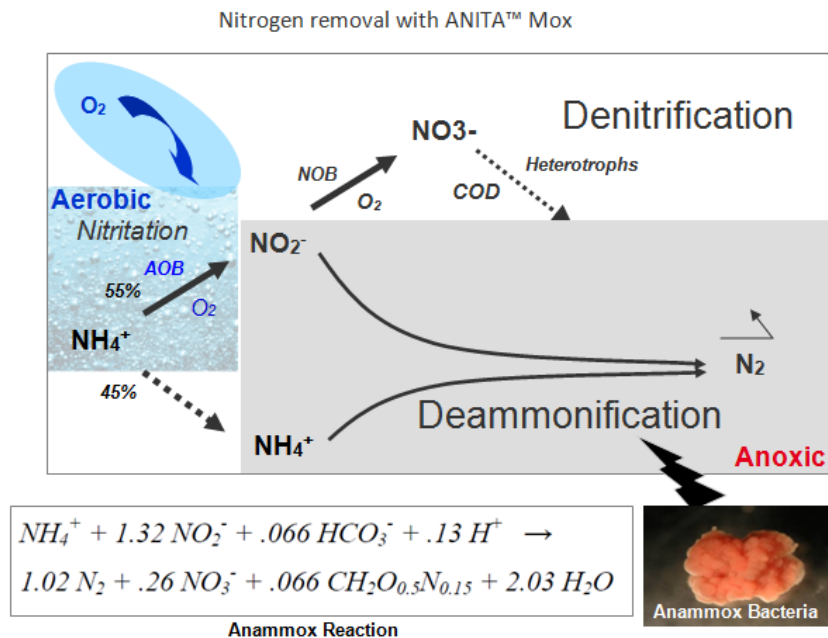 Nitrogen removal with ANITA™ Mox
O₂
Denitrification
NO3-
NOB
O₂
Heterotrophs
COD
Aerobic
Nitritation
NO₂⁻
AOB
55%
O₂
NH₄⁺
N₂
45%
Deammonification
NH₄⁺
Anoxic
NH₄⁺ + 1.32 NO₂⁻ + .066 HCO₃⁻ + .13 H⁺ →
1.02 N₂ + .26 NO₃⁻ + .066 CH₂O₀.₅N₀.₁₅ + 2.03 H₂O
Anammox Bacteria
Anammox Reaction